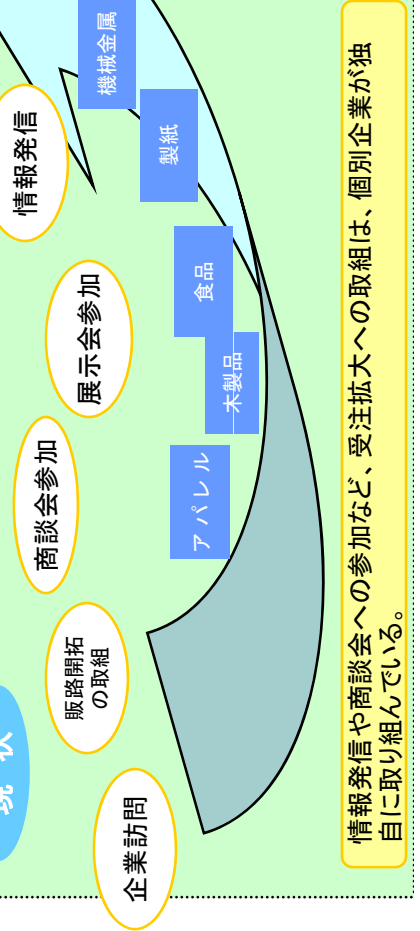 現 状
企業訪問
販路開拓
の取組
商談会参加
展示会参加
情報発信
アパレル
木製品
食品
製紙
機械金属
情報発信や商談会への参加など、受注拡大への取組は、個別企業が独
自に取り組んでいる。